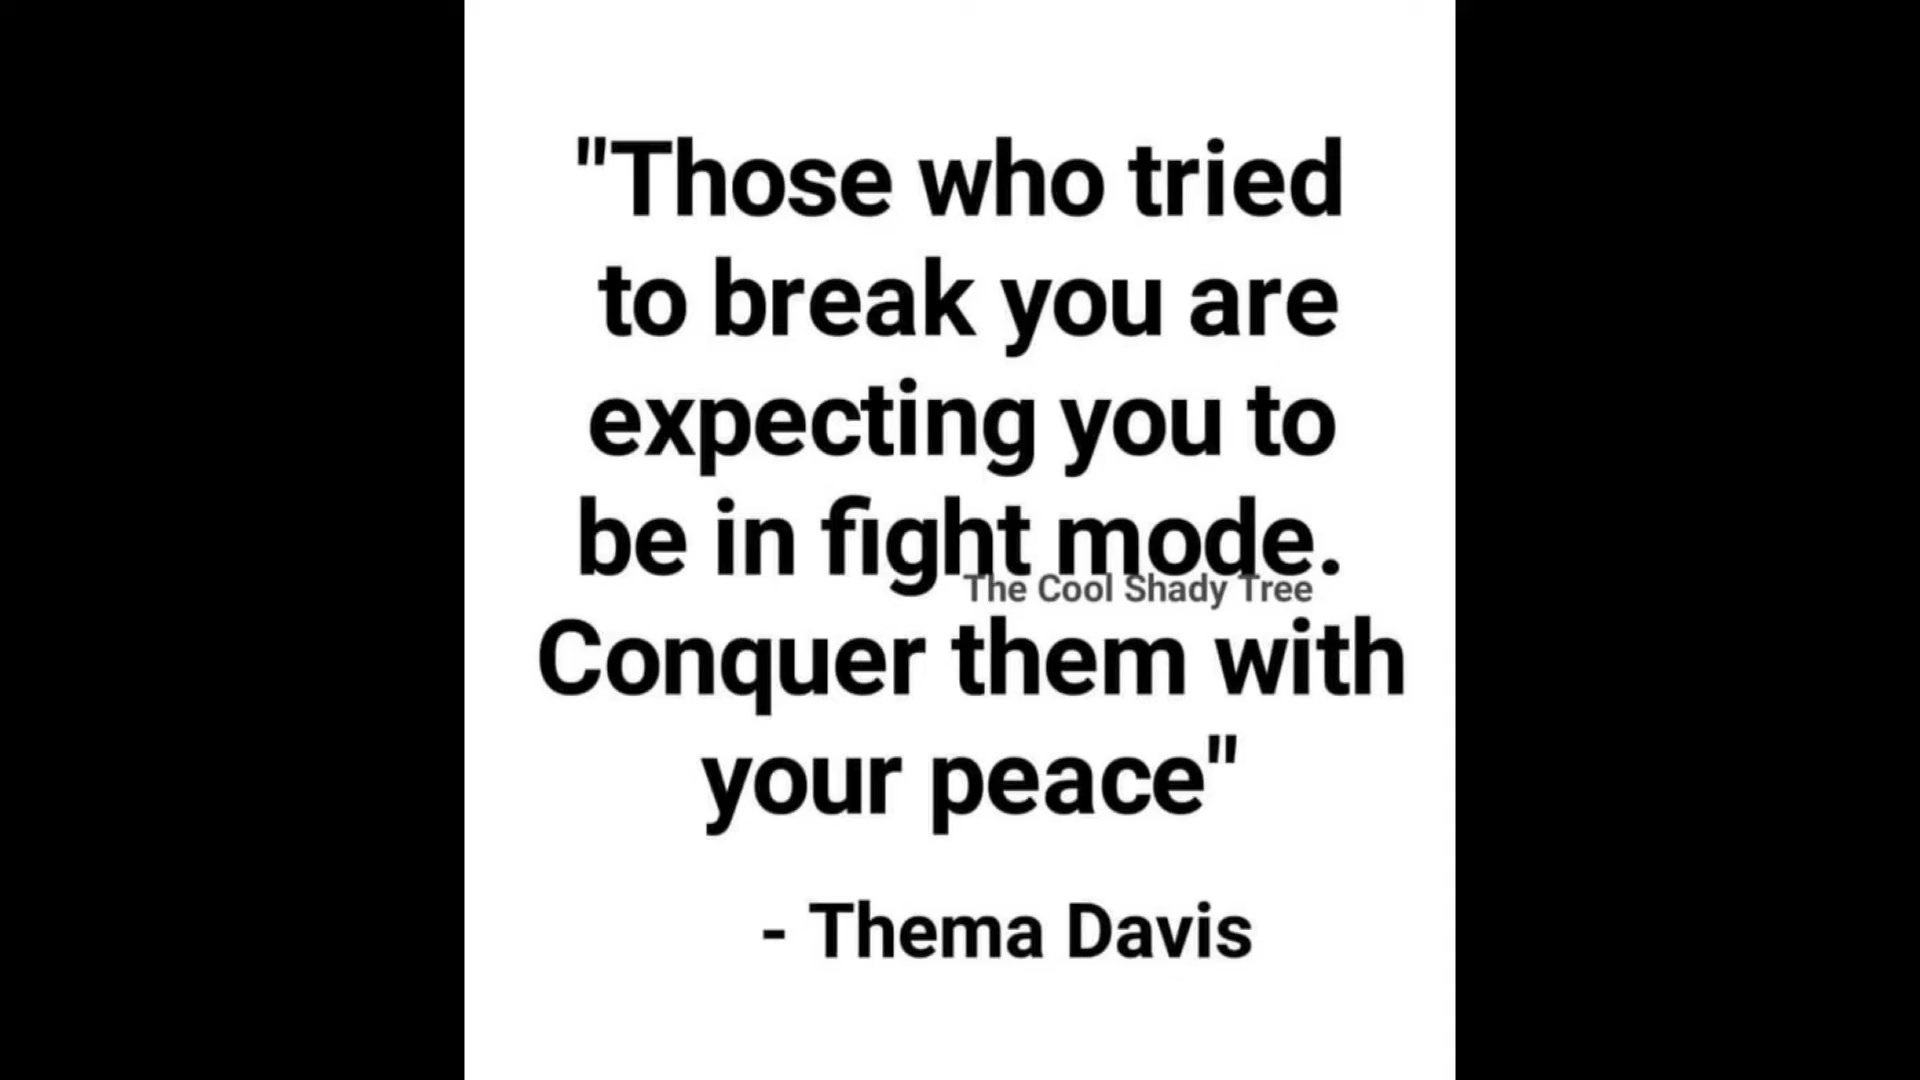 "Those who tried
to break you are
expecting you to
be in fight mode.
The Cool Shady Tree
Conquer them with
your peace"
- Thema Davis